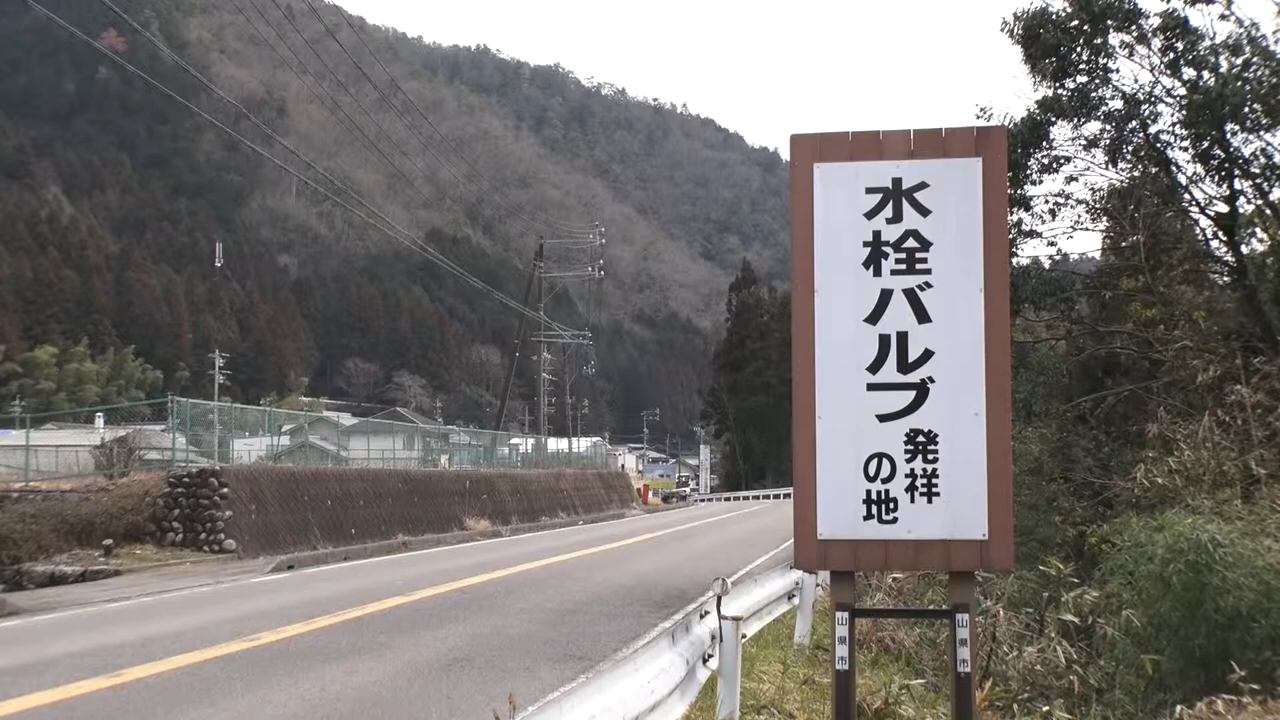 水栓バルブ
発祥
の地
山県市
山県市